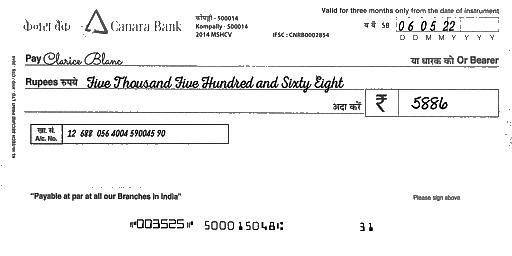 केनरा बैंक Canara Bank
कोंपल्ली - 500014
Kompally - 500014
2014 MSHCV
IFSC : CNRB0002854
Valid for three months only from the date of instrument
SB 06 05 22
D D M M Y Y Y Y
Pay Clarice Blanc या धारक को Or Bearer
Rupees रुपये Five Thousand Five Hundred and Sixty Eight
अदा करें ₹ 5886
खा. सं.
A/c. No. 12 688 056 4004 590045 90
"Payable at par at all our Branches in India"
Please sign above
⑈003525⑈ 500015048⑆ 31